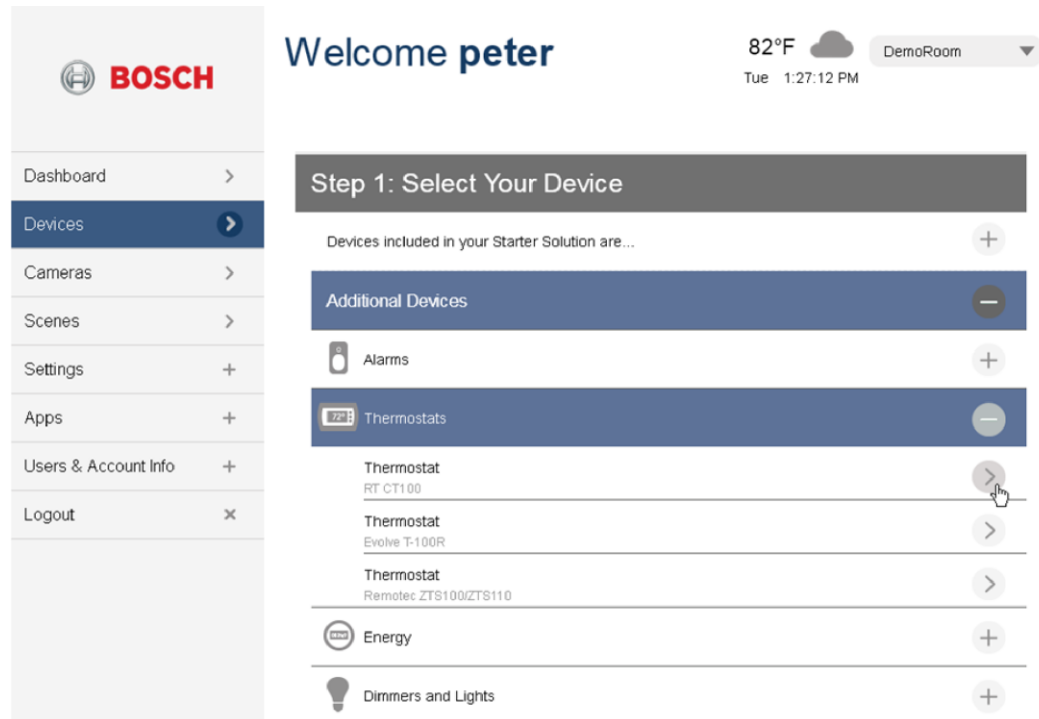 BOSCH
Welcome peter
82°F
DemoRoom
Tue 1:27:12 PM
Dashboard
Devices
Cameras
Scenes
Settings
Apps
Users & Account Info
Logout
Step 1: Select Your Device
Devices included in your Starter Solution are...
Additional Devices
Alarms
72°
Thermostats
Thermostat
RT CT100
Thermostat
Evolve T-100R
Thermostat
Remotec ZTS100/ZTS110
Energy
Dimmers and Lights